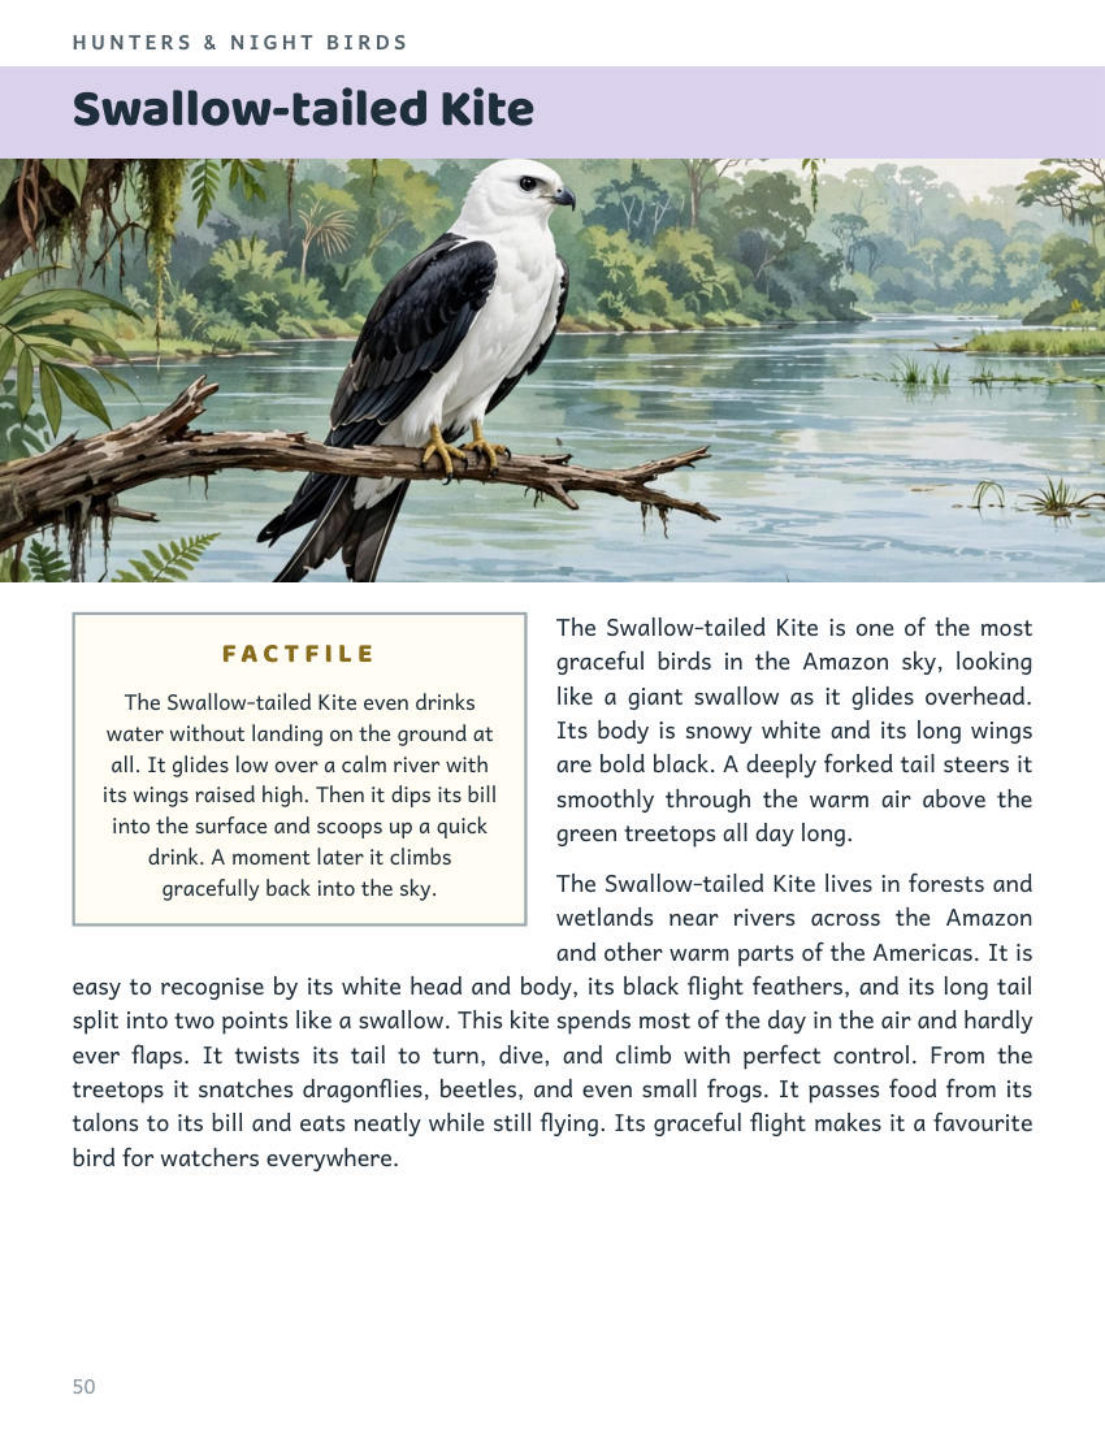 HUNTERS & NIGHT BIRDS
Swallow-tailed Kite
FACTFILE
The Swallow-tailed Kite even drinks
water without landing on the ground at
all. It glides low over a calm river with
its wings raised high. Then it dips its bill
into the surface and scoops up a quick
drink. A moment later it climbs
gracefully back into the sky.
The Swallow-tailed Kite is one of the most
graceful birds in the Amazon sky, looking
like a giant swallow as it glides overhead.
Its body is snowy white and its long wings
are bold black. A deeply forked tail steers it
smoothly through the warm air above the
green treetops all day long.
The Swallow-tailed Kite lives in forests and
wetlands near rivers across the Amazon
and other warm parts of the Americas. It is
easy to recognise by its white head and body, its black flight feathers, and its long tail
split into two points like a swallow. This kite spends most of the day in the air and hardly
ever flaps. It twists its tail to turn, dive, and climb with perfect control. From the
treetops it snatches dragonflies, beetles, and even small frogs. It passes food from its
talons to its bill and eats neatly while still flying. Its graceful flight makes it a favourite
bird for watchers everywhere.
50